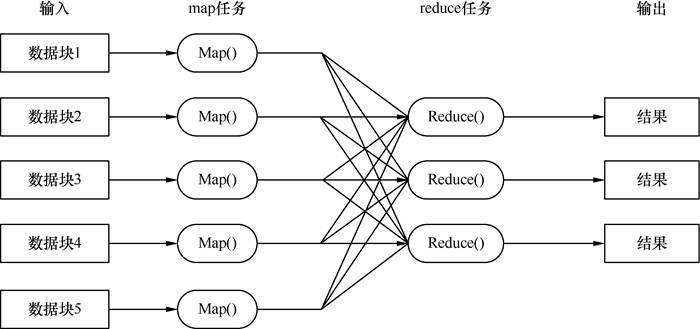 输入 map任务 reduce任务 输出
数据块1 Map()
数据块2 Map() Reduce() 结果
数据块3 Map() Reduce() 结果
数据块4 Map() Reduce() 结果
数据块5 Map()